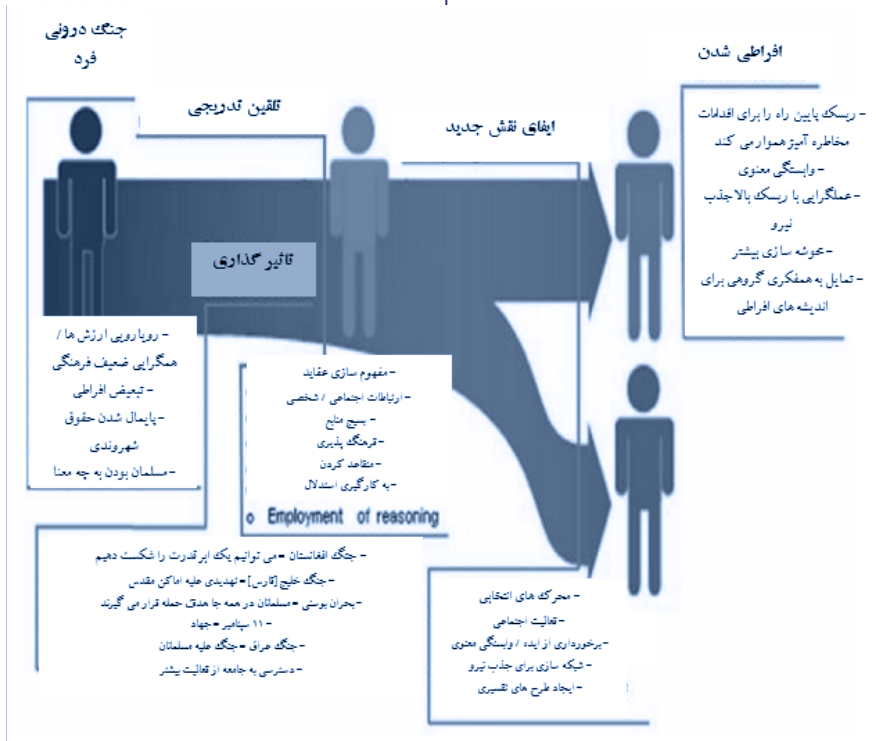 جنگ درونی
فرد
افراطی شدن
تلقین تدریجی
ایفای نقش جدید
تاثیر گذاری
- ریسک پایین راه را برای اقدامات
مخاطره آمیز هموار می کند
- وابستگی معنوی
- عملگرایی با ریسک بالا جذب
نیرو
- خوشه سازی بیشتر
- تمایل به همفکری گروهی برای
اندیشه های افراطی
- رویارویی ارزش ها /
همگرایی ضعیف فرهنگی
- تبعیض افراطی
- پایمال شدن حقوق
شهروندی
- مسلمان بودن به چه معنا
- مفهوم سازی عقاید
- ارتباطات اجتماعی / شخصی
- بسیج منابع
- فرهنگ پذیری
- متقاعد کردن
- به کارگیری استدلال
o Employment of reasoning
- جنگ افغانستان = می توانیم یک ابر قدرت را شکست دهیم
- جنگ خلیج [فارس] = تهدیدی علیه اماکن مقدس
- بحران بوسنی = مسلمانان در همه جا هدف حمله قرار می گیرند
- ۱۱ سپتامبر = جهاد
- جنگ عراق = جنگ علیه مسلمانان
- دسترسی به جامعه از فعالیت بیشتر
- محرک های انتخابی
- فعالیت اجتماعی
- برخورداری از ایده / وابستگی معنوی
- شبکه سازی برای جذب نیرو
- ایجاد طرح های تفسیری